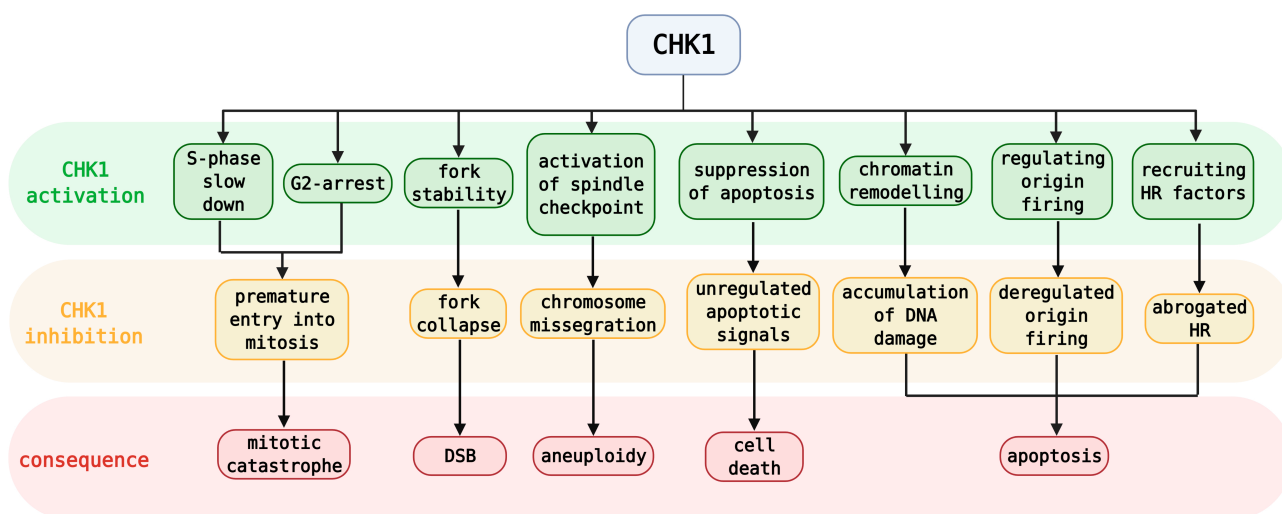 CHK1
CHK1
activation
S-phase
slow
down
G2-arrest
fork
stability
activation
of spindle
checkpoint
suppression
of apoptosis
chromatin
remodelling
regulating
origin
firing
recruiting
HR factors
CHK1
inhibition
premature
entry into
mitosis
fork
collapse
chromosome
missegration
unregulated
apoptotic
signals
accumulation
of DNA
damage
deregulated
origin
firing
abrogated
HR
consequence
mitotic
catastrophe
DSB
aneuploidy
cell
death
apoptosis